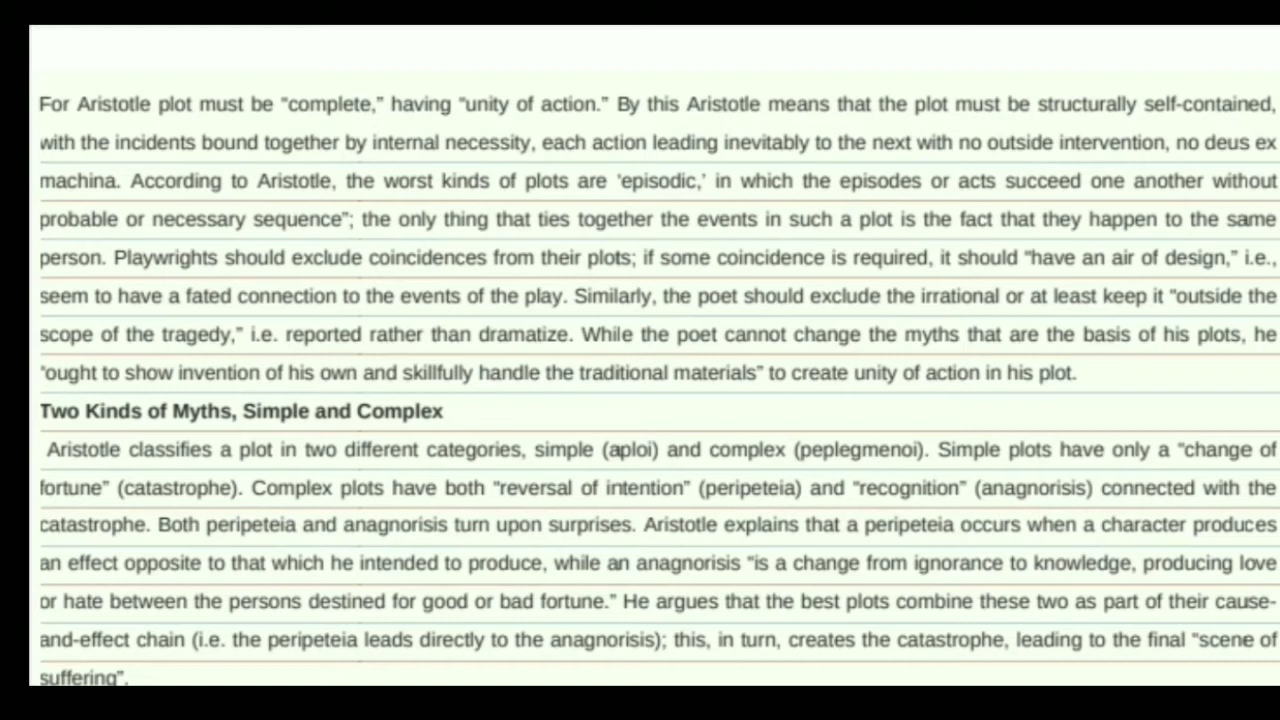 For Aristotle plot must be “complete,” having “unity of action.” By this Aristotle means that the plot must be structurally self-contained,
with the incidents bound together by internal necessity, each action leading inevitably to the next with no outside intervention, no deus ex
machina. According to Aristotle, the worst kinds of plots are ‘episodic,’ in which the episodes or acts succeed one another without
probable or necessary sequence”; the only thing that ties together the events in such a plot is the fact that they happen to the same
person. Playwrights should exclude coincidences from their plots; if some coincidence is required, it should “have an air of design,” i.e.,
seem to have a fated connection to the events of the play. Similarly, the poet should exclude the irrational or at least keep it “outside the
scope of the tragedy,” i.e. reported rather than dramatize. While the poet cannot change the myths that are the basis of his plots, he
“ought to show invention of his own and skillfully handle the traditional materials” to create unity of action in his plot.
Two Kinds of Myths, Simple and Complex
Aristotle classifies a plot in two different categories, simple (aploi) and complex (peplegmenoi). Simple plots have only a “change of
fortune” (catastrophe). Complex plots have both “reversal of intention” (peripeteia) and “recognition” (anagnorisis) connected with the
catastrophe. Both peripeteia and anagnorisis turn upon surprises. Aristotle explains that a peripeteia occurs when a character produces
an effect opposite to that which he intended to produce, while an anagnorisis “is a change from ignorance to knowledge, producing love
or hate between the persons destined for good or bad fortune.” He argues that the best plots combine these two as part of their cause-
and-effect chain (i.e. the peripeteia leads directly to the anagnorisis); this, in turn, creates the catastrophe, leading to the final “scene of
suffering”.